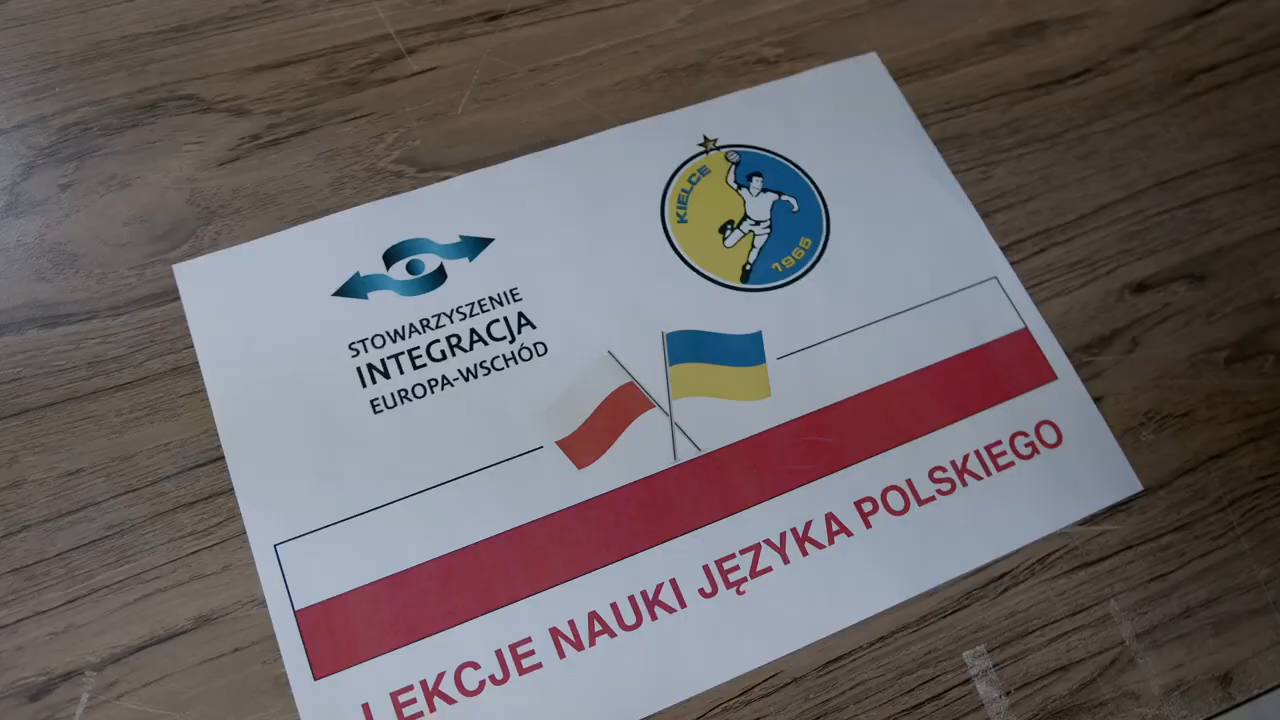 KIELCE
1965
STOWARZYSZENIE
INTEGRACJA
EUROPA-WSCHÓD
LEKCJE NAUKI JĘZYKA POLSKIEGO